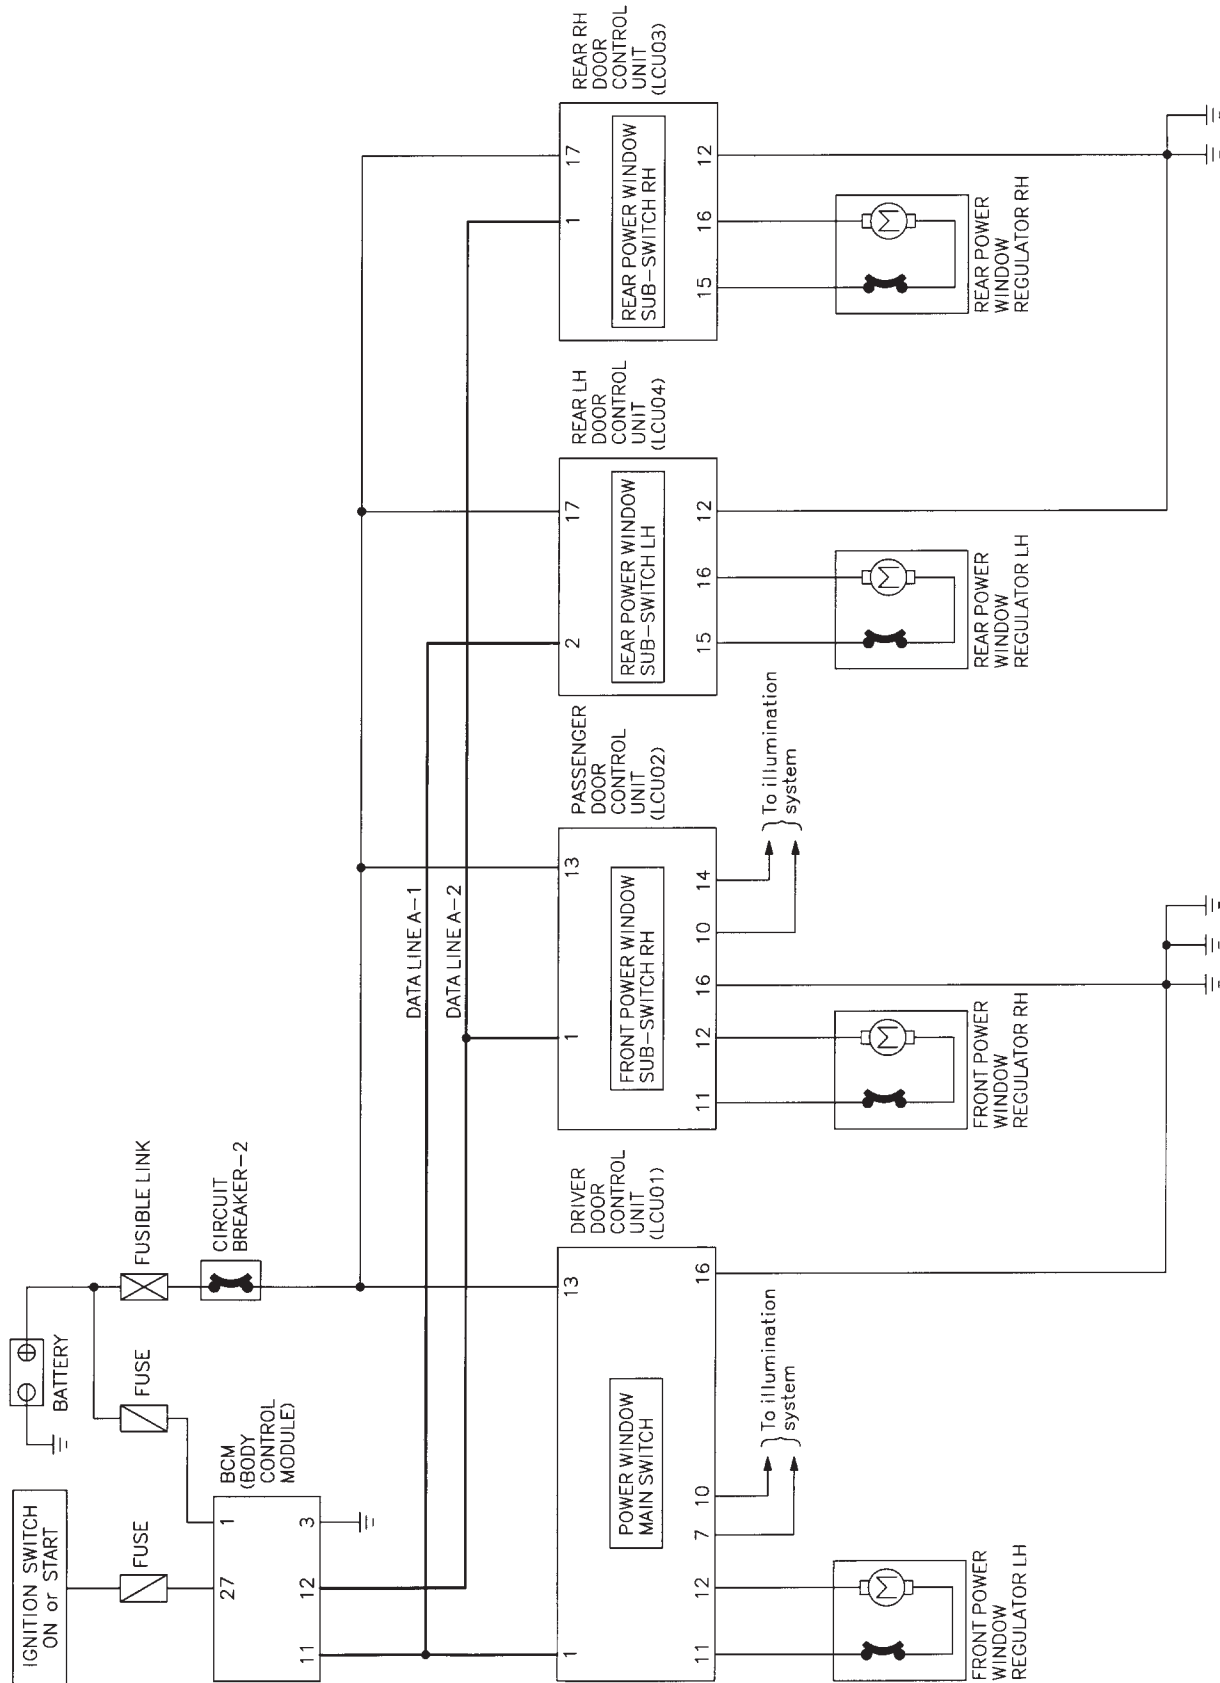 IGNITION SWITCH
ON or START
FUSE
BATTERY
FUSE
FUSIBLE LINK
CIRCUIT
BREAKER-2
BCM
(BODY
CONTROL
MODULE)
27
1
11
12
3
DATA LINE A-1
DATA LINE A-2
DRIVER
DOOR
CONTROL
UNIT
(LCU01)
1
13
POWER WINDOW
MAIN SWITCH
11
12
7
10
16
To illumination
system
FRONT POWER
WINDOW
REGULATOR LH
M
PASSENGER
DOOR
CONTROL
UNIT
(LCU02)
1
13
FRONT POWER WINDOW
SUB-SWITCH RH
11
12
16
10
14
To illumination
system
FRONT POWER
WINDOW
REGULATOR RH
M
REAR LH
DOOR
CONTROL
UNIT
(LCU04)
2
17
REAR POWER WINDOW
SUB-SWITCH LH
15
16
12
REAR POWER
WINDOW
REGULATOR LH
M
REAR RH
DOOR
CONTROL
UNIT
(LCU03)
1
17
REAR POWER WINDOW
SUB-SWITCH RH
15
16
12
REAR POWER
WINDOW
REGULATOR RH
M